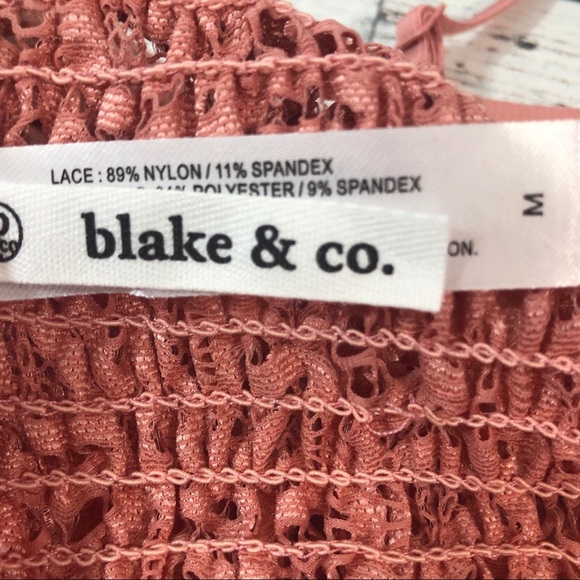 LACE : 89% NYLON / 11% SPANDEX
POLYESTER / 9% SPANDEX
M
blake & co.
ON.